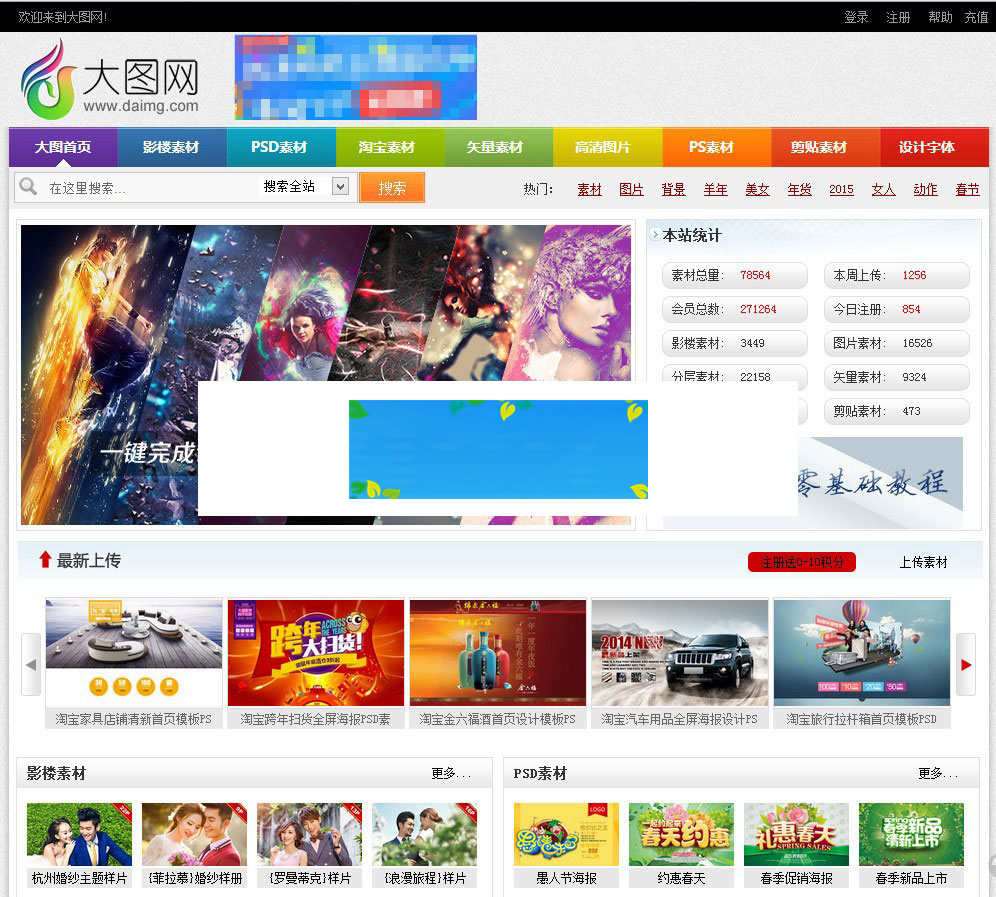 欢迎来到大图网!
登录 注册 帮助 充值
大图网
www.daimg.com
大图首页 影楼素材 PSD素材 淘宝素材 矢量素材 高清图片 PS素材 剪贴素材 设计字体
在这里搜索... 搜索全站 搜索 热门： 素材 图片 背景 羊年 美女 年货 2015 女人 动作 春节
本站统计
素材总量： 78564 本周上传： 1256
会员总数： 271264 今日注册： 854
影楼素材： 3449 图片素材： 16526
分层素材： 22158 矢量素材： 9324
剪贴素材： 473
一键完成
零基础教程
最新上传 注册送0-10积分 上传素材
跨年 ACROSS THE YEARS
大扫货!
2014 NEW
最新品上架
淘宝家具店铺清新首页模板PS 淘宝跨年扫货全屏海报PSD素 淘宝金六福酒首页设计模板PS 淘宝汽车用品全屏海报设计PS 淘宝旅行拉杆箱首页模板PSD
影楼素材 更多... PSD素材 更多...
LOGO
春天约惠
礼惠春天
SPRING SALES
春季新品
清新上市
杭州婚纱主题样片 {菲拉慕}婚纱样册 {罗曼蒂克}样片 {浪漫旅程}样片 愚人节海报 约惠春天 春季促销海报 春季新品上市